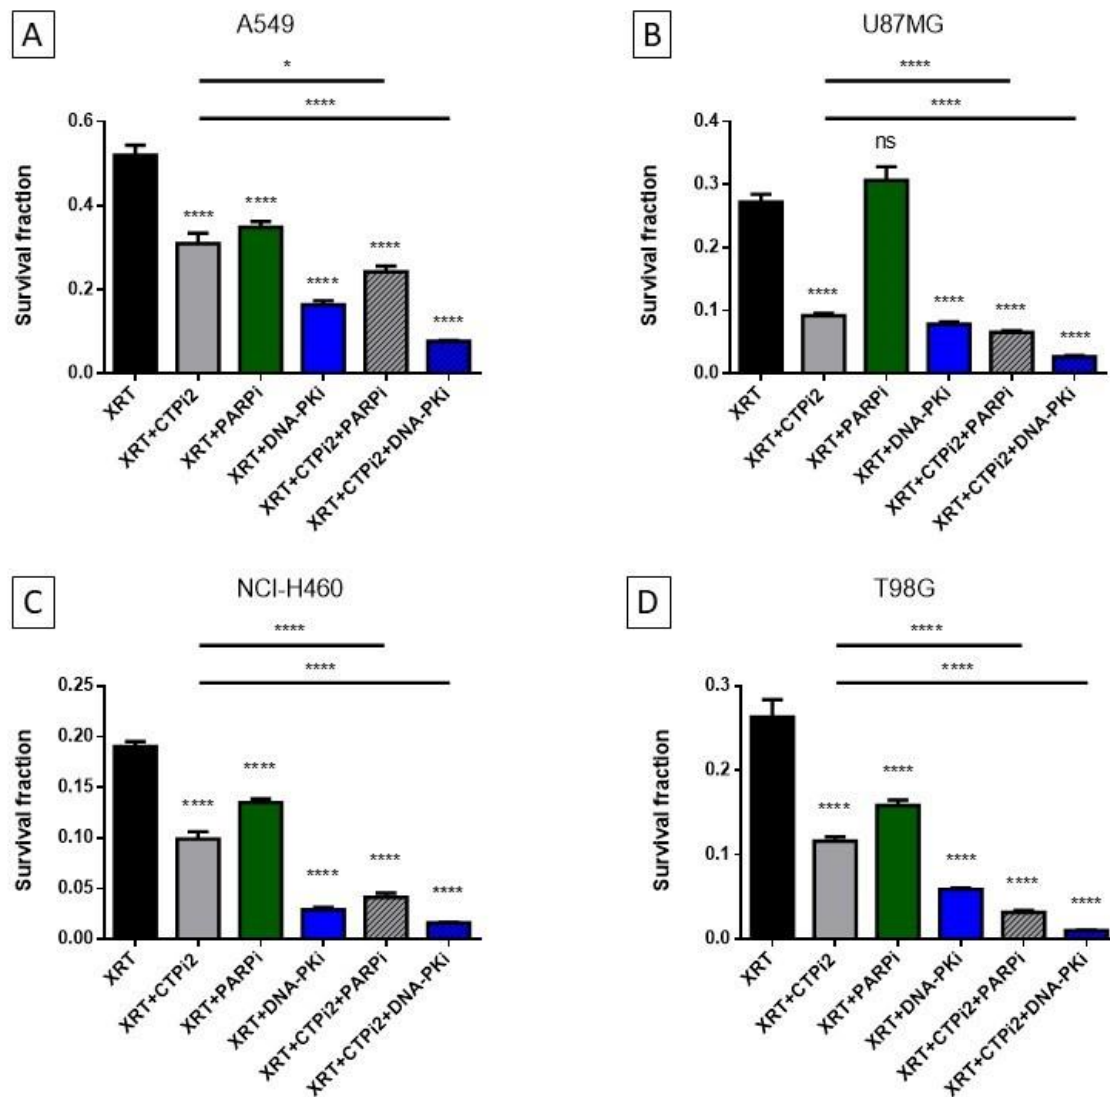 A
A549
*
****
Survival fraction
0.6
0.4
0.2
0.0
****
****
****
****
****
XRT
XRT+CTPi2
XRT+PARPi
XRT+DNA-PKi
XRT+CTPi2+PARPi
XRT+CTPi2+DNA-PKi
B
U87MG
****
****
Survival fraction
0.4
0.3
0.2
0.1
0.0
****
ns
****
****
****
XRT
XRT+CTPi2
XRT+PARPi
XRT+DNA-PKi
XRT+CTPi2+PARPi
XRT+CTPi2+DNA-PKi
C
NCI-H460
****
****
Survival fraction
0.25
0.20
0.15
0.10
0.05
0.00
****
****
****
****
****
XRT
XRT+CTPi2
XRT+PARPi
XRT+DNA-PKi
XRT+CTPi2+PARPi
XRT+CTPi2+DNA-PKi
D
T98G
****
****
Survival fraction
0.3
0.2
0.1
0.0
****
****
****
****
****
XRT
XRT+CTPi2
XRT+PARPi
XRT+DNA-PKi
XRT+CTPi2+PARPi
XRT+CTPi2+DNA-PKi